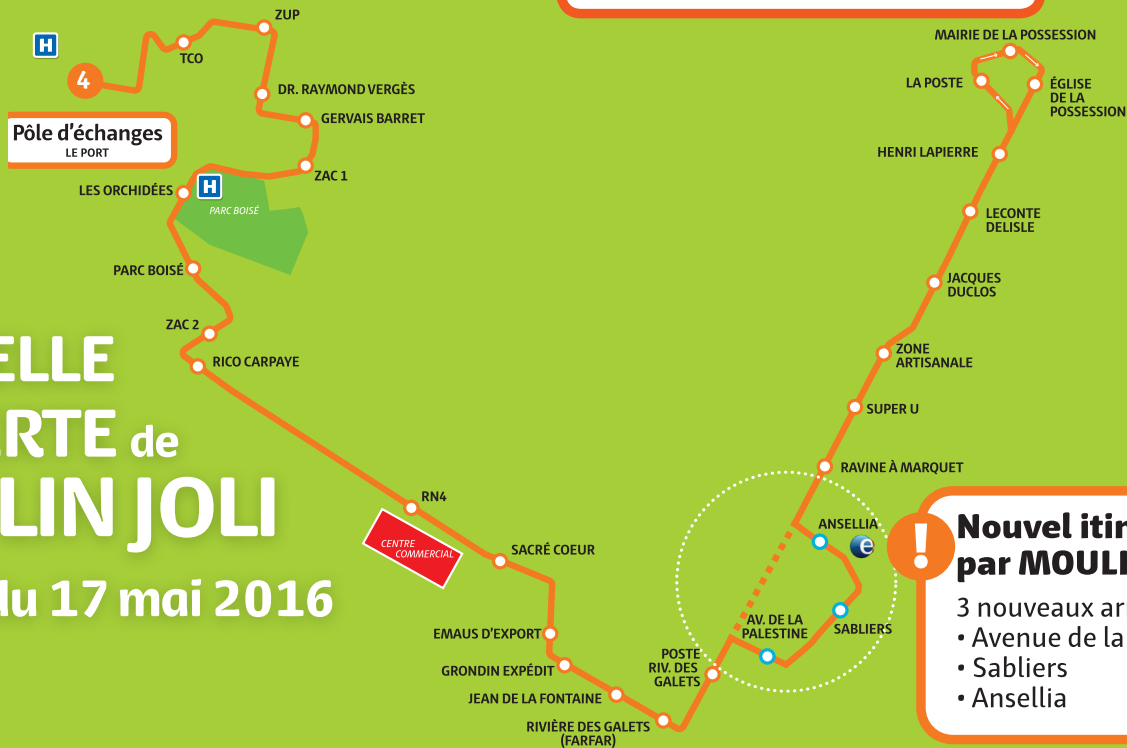 ZUP
MAIRIE DE LA POSSESSION
H
TCO
4
LA POSTE
ÉGLISE
DE LA
POSSESSION
DR. RAYMOND VERGÈS
GERVAIS BARRET
Pôle d'échanges
LE PORT
HENRI LAPIERRE
ZAC 1
LES ORCHIDÉES
H
PARC BOISÉ
LECONTE
DELISLE
PARC BOISÉ
JACQUES
DUCLOS
ZAC 2
RICO CARPAYE
ZONE
ARTISANALE
ELLE
RTE de
LIN JOLI
du 17 mai 2016
SUPER U
RAVINE À MARQUET
RN4
CENTRE
COMMERCIAL
SACRÉ COEUR
ANSELLIA
e
EMAUS D'EXPORT
AV. DE LA
PALESTINE
SABLIERS
GRONDIN EXPÉDIT
POSTE
RIV. DES
GALETS
JEAN DE LA FONTAINE
RIVIÈRE DES GALETS
(FARFAR)
!
Nouvel itin
par MOULI
3 nouveaux arr
• Avenue de la
• Sabliers
• Ansellia